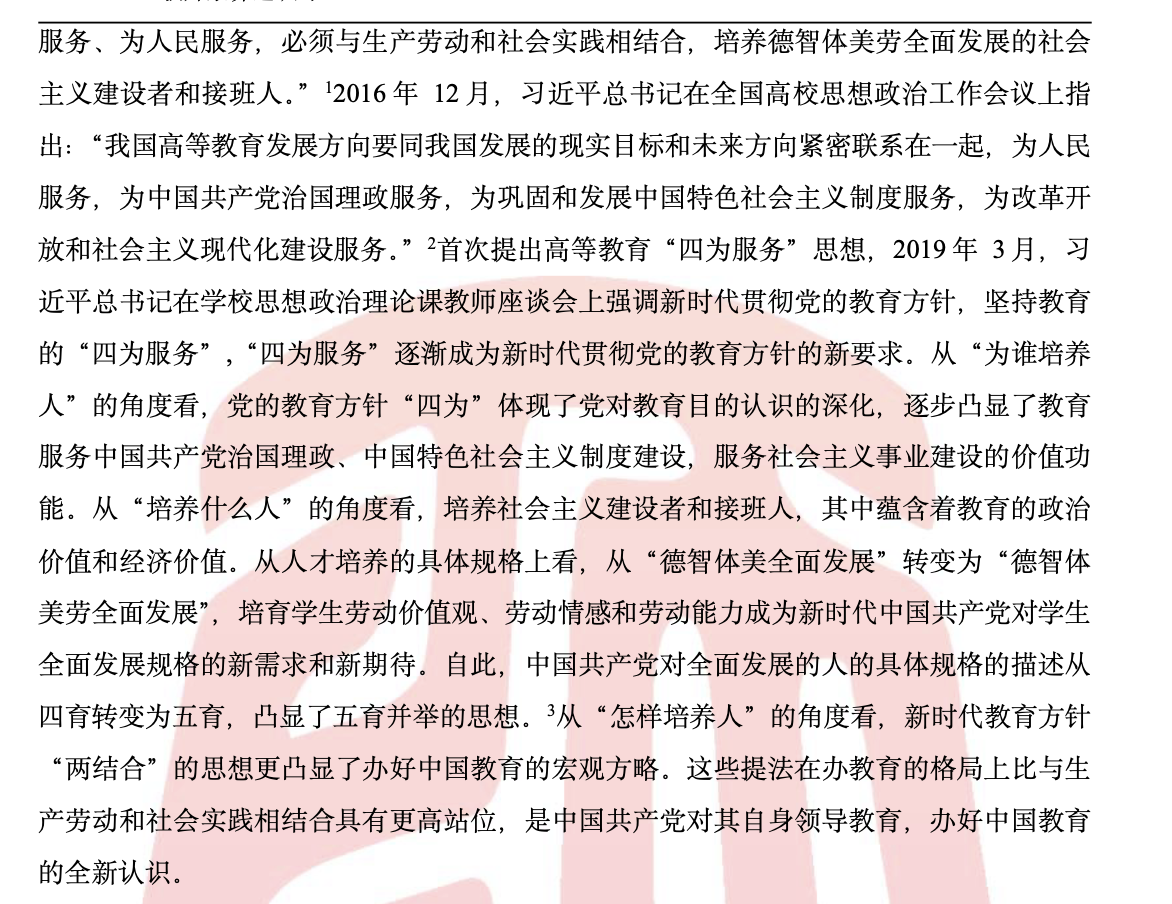 服务、为人民服务，必须与生产劳动和社会实践相结合，培养德智体美劳全面发展的社会
主义建设者和接班人。”¹2016 年 12 月，习近平总书记在全国高校思想政治工作会议上指
出：“我国高等教育发展方向要同我国发展的现实目标和未来方向紧密联系在一起，为人民
服务，为中国共产党治国理政服务，为巩固和发展中国特色社会主义制度服务，为改革开
放和社会主义现代化建设服务。”²首次提出高等教育“四为服务”思想，2019 年 3 月，习
近平总书记在学校思想政治理论课教师座谈会上强调新时代贯彻党的教育方针，坚持教育
的“四为服务”，“四为服务”逐渐成为新时代贯彻党的教育方针的新要求。从“为谁培养
人”的角度看，党的教育方针“四为”体现了党对教育目的认识的深化，逐步凸显了教育
服务中国共产党治国理政、中国特色社会主义制度建设，服务社会主义事业建设的价值功
能。从“培养什么人”的角度看，培养社会主义建设者和接班人，其中蕴含着教育的政治
价值和经济价值。从人才培养的具体规格上看，从“德智体美全面发展”转变为“德智体
美劳全面发展”，培育学生劳动价值观、劳动情感和劳动能力成为新时代中国共产党对学生
全面发展规格的新需求和新期待。自此，中国共产党对全面发展的人的具体规格的描述从
四育转变为五育，凸显了五育并举的思想。³从“怎样培养人”的角度看，新时代教育方针
“两结合”的思想更凸显了办好中国教育的宏观方略。这些提法在办教育的格局上比与生
产劳动和社会实践相结合具有更高站位，是中国共产党对其自身领导教育，办好中国教育
的全新认识。